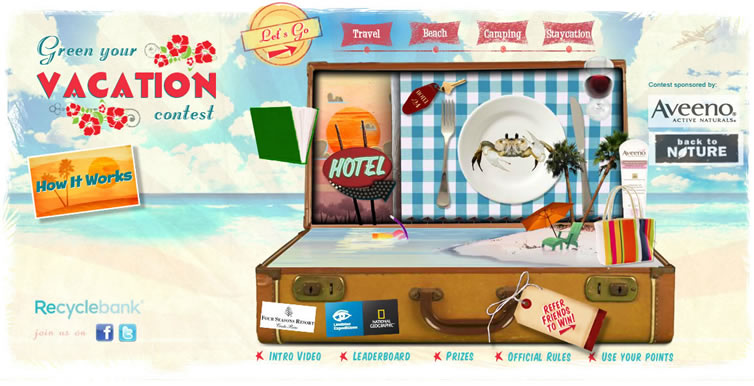 Green your
VACATION
contest
Let's Go
Travel
Beach
Camping
Staycation
Contest sponsored by:
Aveeno.
ACTIVE NATURALS®
back to
NATURE
Aveeno
How It Works
HOTEL
Recyclebank®
join us on
FOUR SEASONS RESORT
Costa Rica
NATIONAL
GEOGRAPHIC
REFER
FRIENDS
TO WIN!
INTRO VIDEO
LEADERBOARD
PRIZES
OFFICIAL RULES
USE YOUR POINTS